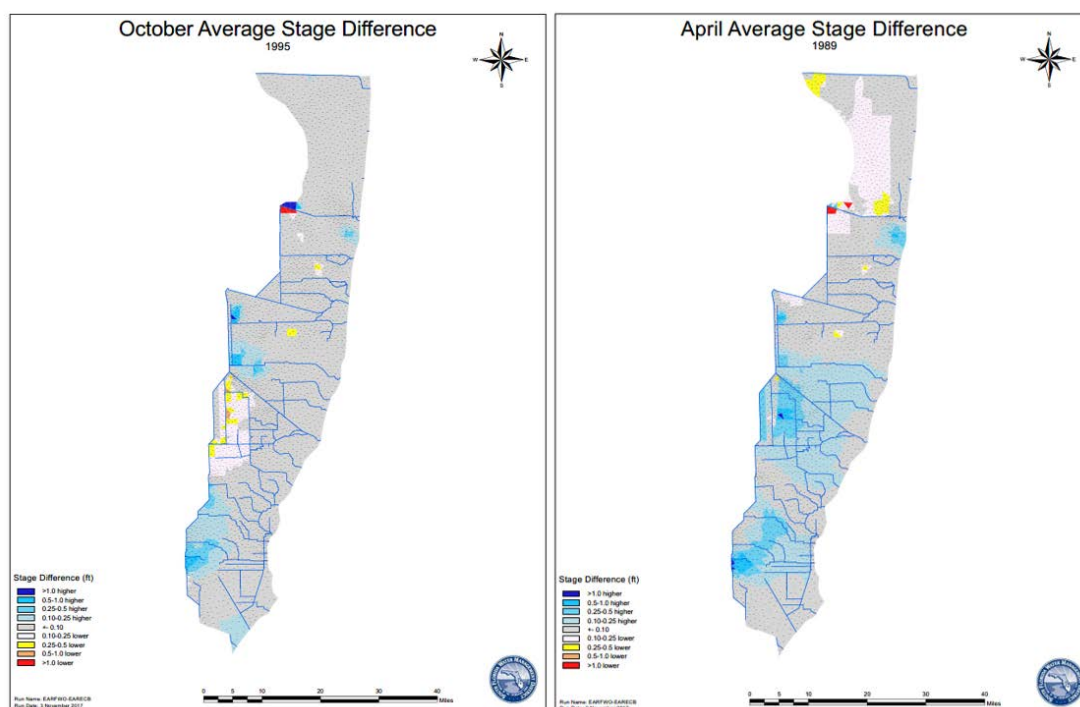 October Average Stage Difference
1995
N
W
E
S
Stage Difference (ft)
>1.0 higher
0.5-1.0 higher
0.25-0.5 higher
0.10-0.25 higher
+- 0.10
0.10-0.25 lower
0.25-0.5 lower
0.5-1.0 lower
>1.0 lower
0 5 10 20 30 40
Miles
Run Name: EARFWO-EARECB
Run Date: 3 November 2017
April Average Stage Difference
1989
N
W
E
S
Stage Difference (ft)
>1.0 higher
0.5-1.0 higher
0.25-0.5 higher
0.10-0.25 higher
+- 0.10
0.10-0.25 lower
0.25-0.5 lower
0.5-1.0 lower
>1.0 lower
0 5 10 20 30 40
Miles
Run Name: EARFWO-EARECB